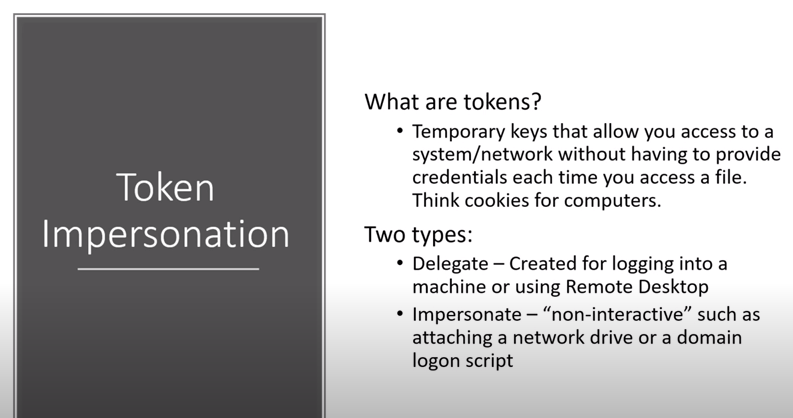 Token
Impersonation
What are tokens?
• Temporary keys that allow you access to a
system/network without having to provide
credentials each time you access a file.
Think cookies for computers.
Two types:
• Delegate – Created for logging into a
machine or using Remote Desktop
• Impersonate – “non-interactive” such as
attaching a network drive or a domain
logon script